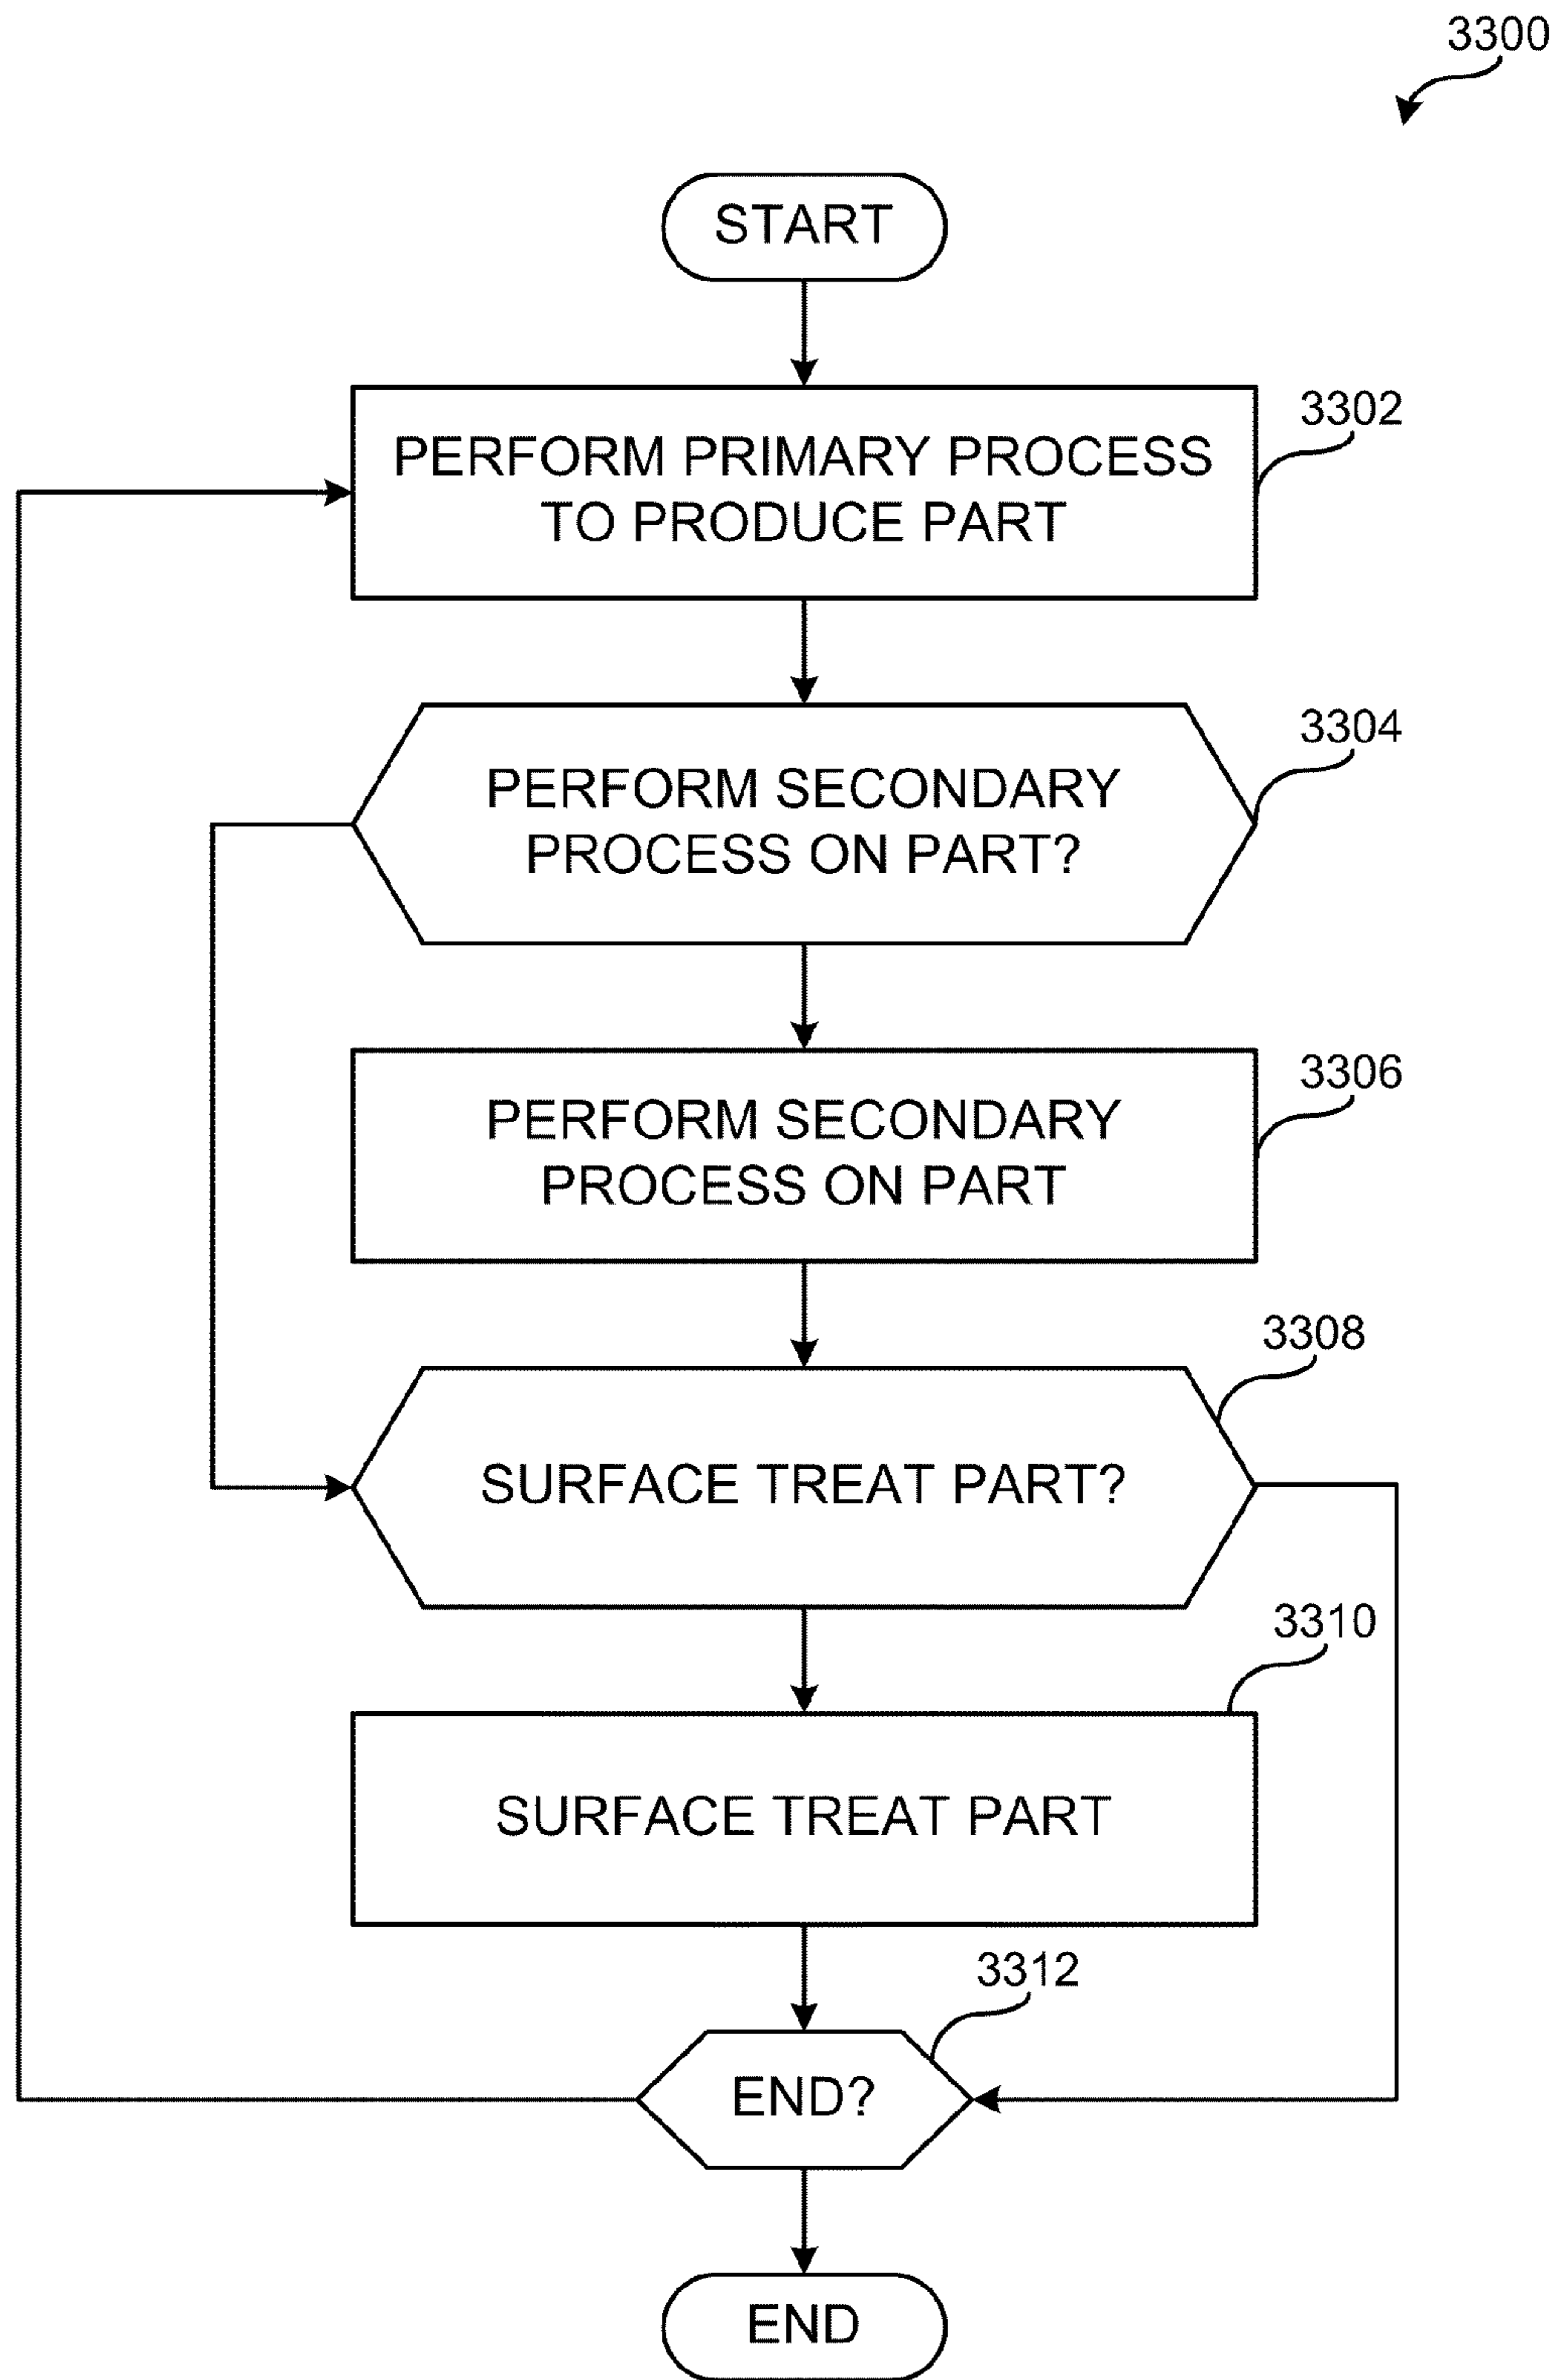 3300
START
3302
PERFORM PRIMARY PROCESS
TO PRODUCE PART
3304
PERFORM SECONDARY
PROCESS ON PART?
3306
PERFORM SECONDARY
PROCESS ON PART
3308
SURFACE TREAT PART?
3310
SURFACE TREAT PART
3312
END?
END